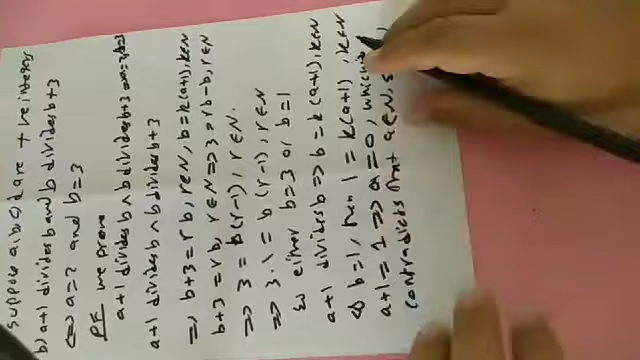 suppose a, b, c, d are + ve integers
b) a+1 divides b and b divides b+3
⇔ a=2 and b=3
PF we prove
a+1 divides b ∧ b divides b+3 ⇒ a=2, b=3
a+1 divides b ∧ b divides b+3
⇒ b+3 = rb, r∈N, b=k(a+1), k∈N
b+3 = rb, r∈N ⇒ 3 = rb-b, r∈N
⇒ 3 = b(r-1), r∈N.
⇒ 3·1 = b(r-1), r∈N
so either b=3 or b=1
a+1 divides b ⇒ b=k(a+1), k∈N
b=1, then 1 = k(a+1), k∈N
a+1=1 ⇒ a=0, which
contradicts that a∈N.